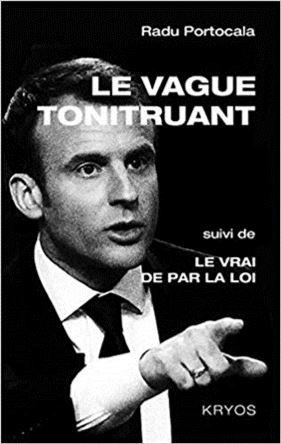 Radu Portocala
LE VAGUE
TONITRUANT
suivi de
LE VRAI
DE PAR LA LOI
KRYOS